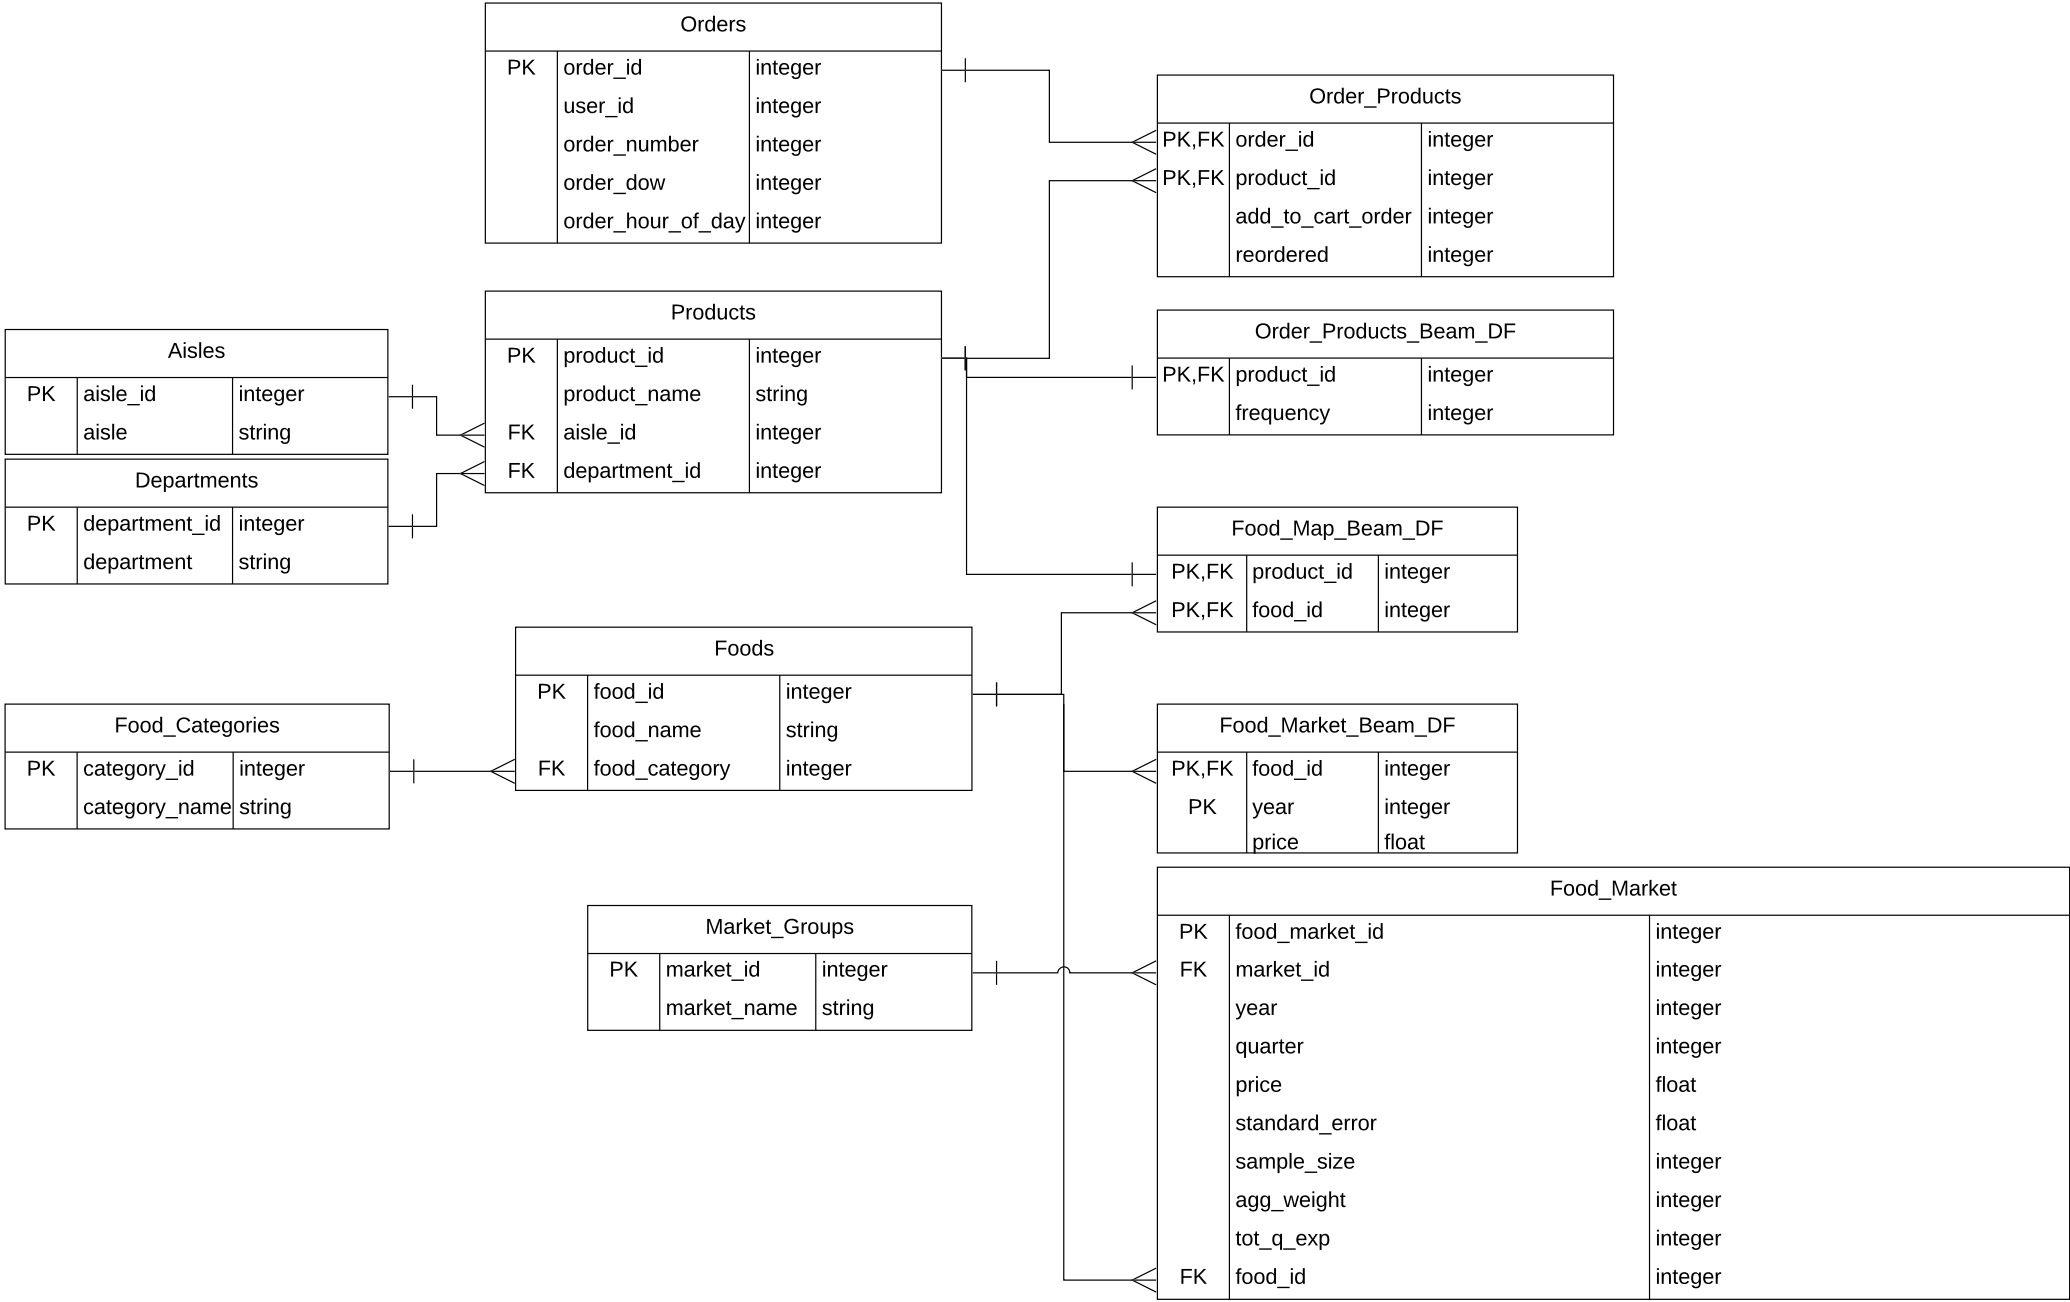 Orders
PK order_id integer
user_id integer
order_number integer
order_dow integer
order_hour_of_day integer
Order_Products
PK,FK order_id integer
PK,FK product_id integer
add_to_cart_order integer
reordered integer
Products
PK product_id integer
product_name string
FK aisle_id integer
FK department_id integer
Order_Products_Beam_DF
PK,FK product_id integer
frequency integer
Aisles
PK aisle_id integer
aisle string
Departments
PK department_id integer
department string
Food_Map_Beam_DF
PK,FK product_id integer
PK,FK food_id integer
Foods
PK food_id integer
food_name string
FK food_category integer
Food_Categories
PK category_id integer
category_name string
Food_Market_Beam_DF
PK,FK food_id integer
PK year integer
price float
Market_Groups
PK market_id integer
market_name string
Food_Market
PK food_market_id integer
FK market_id integer
year integer
quarter integer
price float
standard_error float
sample_size integer
agg_weight integer
tot_q_exp integer
FK food_id integer